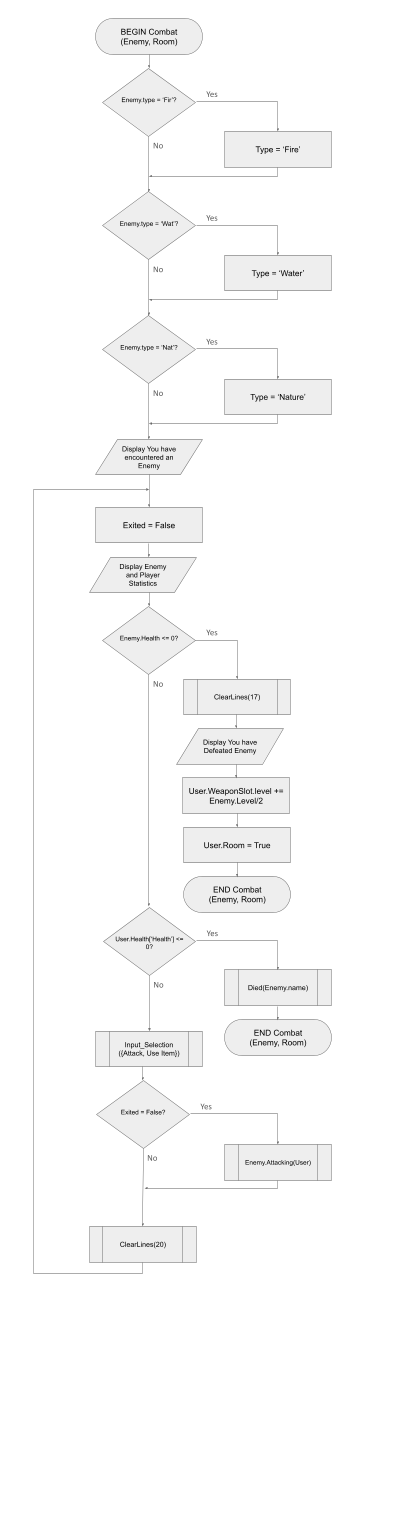 BEGIN Combat
(Enemy, Room)
Enemy.type = 'Fir'?
Yes
No
Type = 'Fire'
Enemy.type = 'Wat'?
Yes
No
Type = 'Water'
Enemy.type = 'Nat'?
Yes
No
Type = 'Nature'
Display You have
encountered an
Enemy
Exited = False
Display Enemy
and Player
Statistics
Enemy.Health <= 0?
Yes
No
ClearLines(17)
Display You have
Defeated Enemy
User.WeaponSlot.level +=
Enemy.Level/2
User.Room = True
END Combat
(Enemy, Room)
User.Health['Health'] <=
0?
Yes
No
Died(Enemy.name)
END Combat
(Enemy, Room)
Input_Selection
({Attack, Use Item})
Exited = False?
Yes
No
Enemy.Attacking(User)
ClearLines(20)